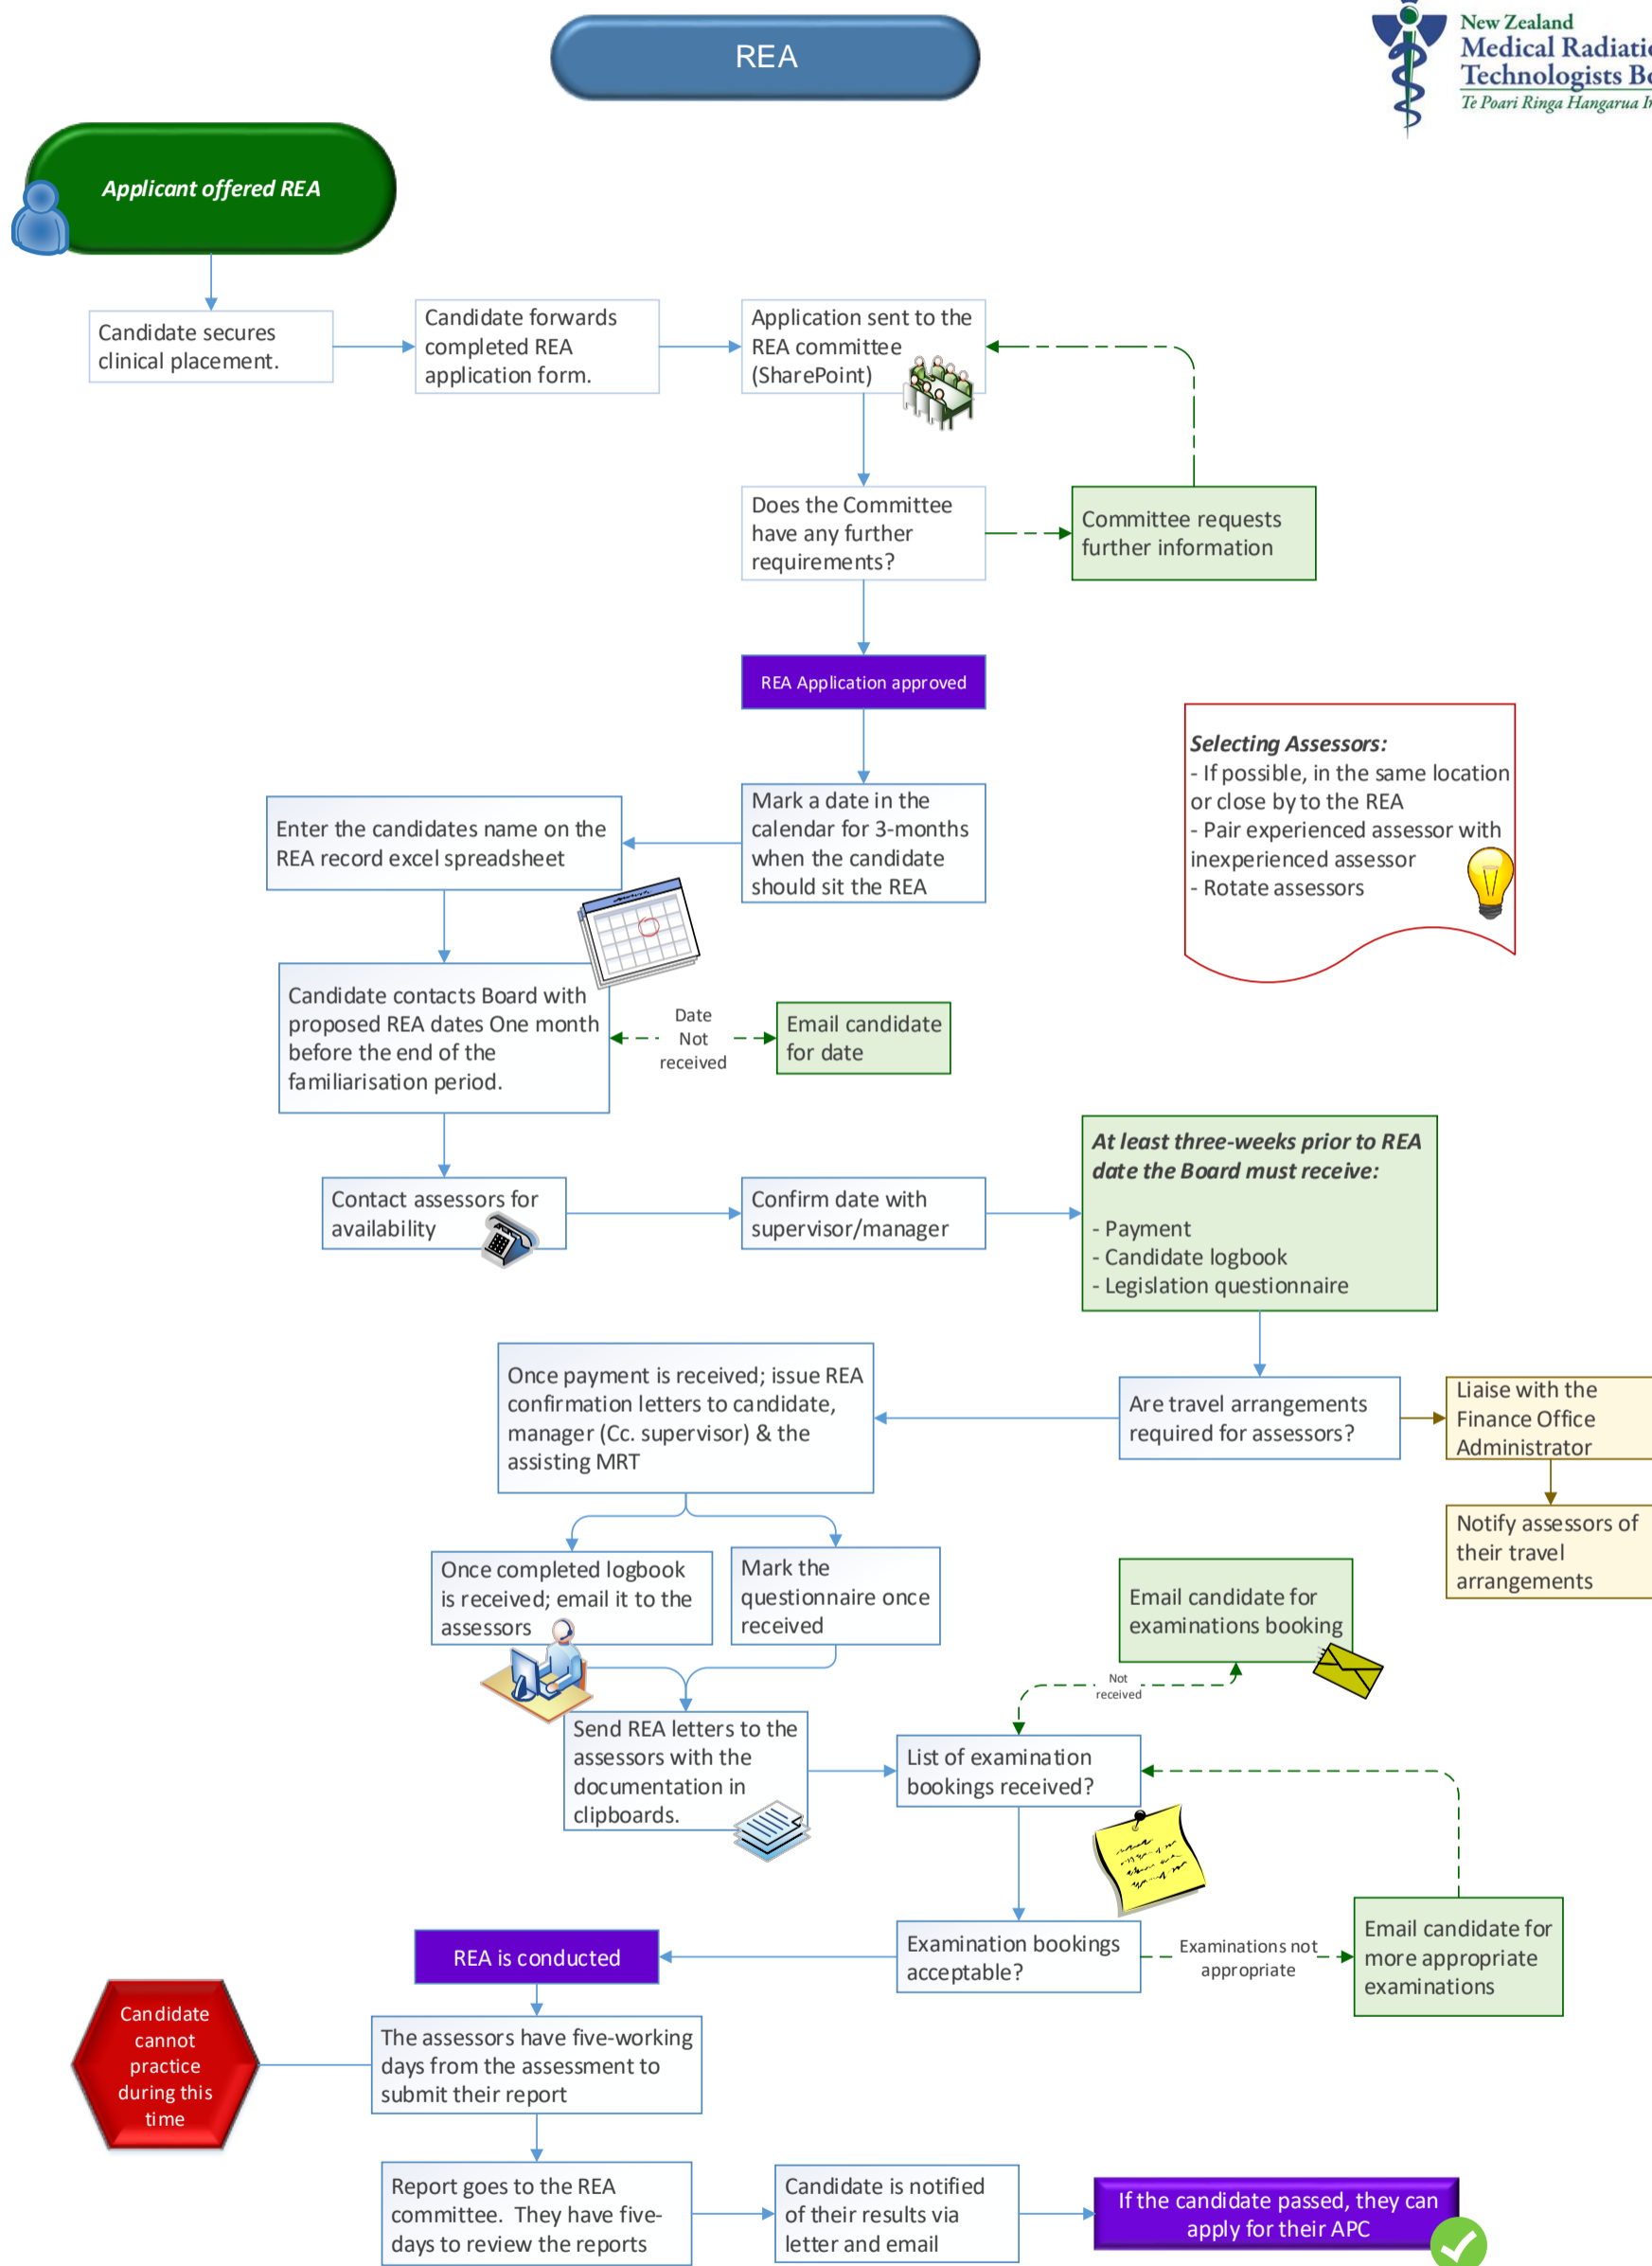 REA
New Zealand
Medical Radiatio
Technologists Bo
Te Poari Ringa Hangarua
Applicant offered REA
Candidate secures
clinical placement.
Candidate forwards
completed REA
application form.
Application sent to the
REA committee
(SharePoint)
Does the Committee
have any further
requirements?
Committee requests
further information
REA Application approved
Selecting Assessors:
- If possible, in the same location
or close by to the REA
- Pair experienced assessor with
inexperienced assessor
- Rotate assessors
Mark a date in the
calendar for 3-months
when the candidate
should sit the REA
Enter the candidates name on the
REA record excel spreadsheet
Candidate contacts Board with
proposed REA dates One month
before the end of the
familiarisation period.
Date
Not
received
Email candidate
for date
Contact assessors for
availability
Confirm date with
supervisor/manager
At least three-weeks prior to REA
date the Board must receive:
- Payment
- Candidate logbook
- Legislation questionnaire
Are travel arrangements
required for assessors?
Liaise with the
Finance Office
Administrator
Notify assessors of
their travel
arrangements
Once payment is received; issue REA
confirmation letters to candidate,
manager (Cc. supervisor) & the
assisting MRT
Once completed logbook
is received; email it to the
assessors
Mark the
questionnaire once
received
Email candidate for
examinations booking
Not
received
Send REA letters to the
assessors with the
documentation in
clipboards.
List of examination
bookings received?
Examination bookings
acceptable?
Examinations not
appropriate
Email candidate for
more appropriate
examinations
REA is conducted
Candidate
cannot
practice
during this
time
The assessors have five-working
days from the assessment to
submit their report
Report goes to the REA
committee.  They have five-
days to review the reports
Candidate is notified
of their results via
letter and email
If the candidate passed, they can
apply for their APC